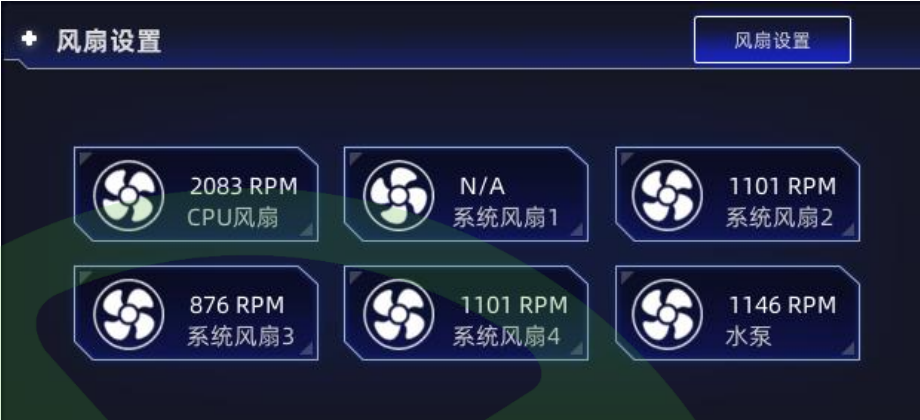 风扇设置
风扇设置
2083 RPM
CPU风扇
N/A
系统风扇1
1101 RPM
系统风扇2
876 RPM
系统风扇3
1101 RPM
系统风扇4
1146 RPM
水泵